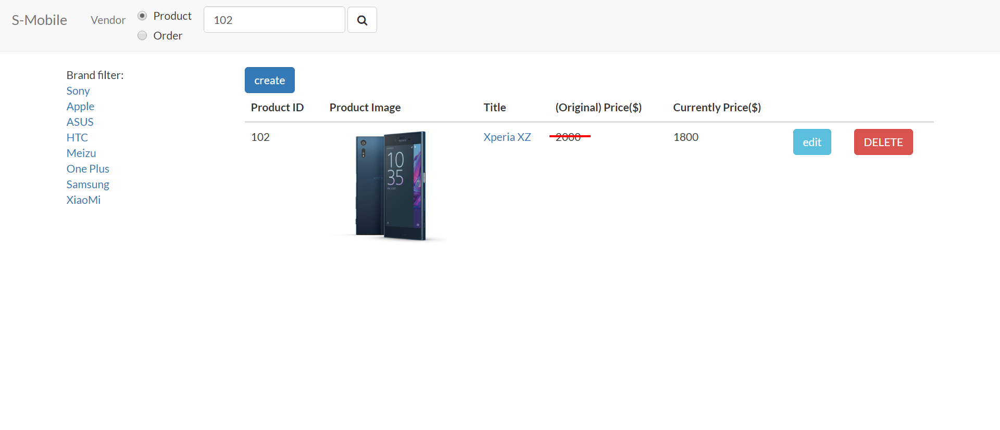 S-Mobile Vendor Product 102
Order
Brand filter:
Sony
Apple
ASUS
HTC
Meizu
One Plus
Samsung
XiaoMi
create
Product ID Product Image Title (Original) Price($) Currently Price($)
102 Xperia XZ 2000 1800 edit DELETE
SONY
10
35